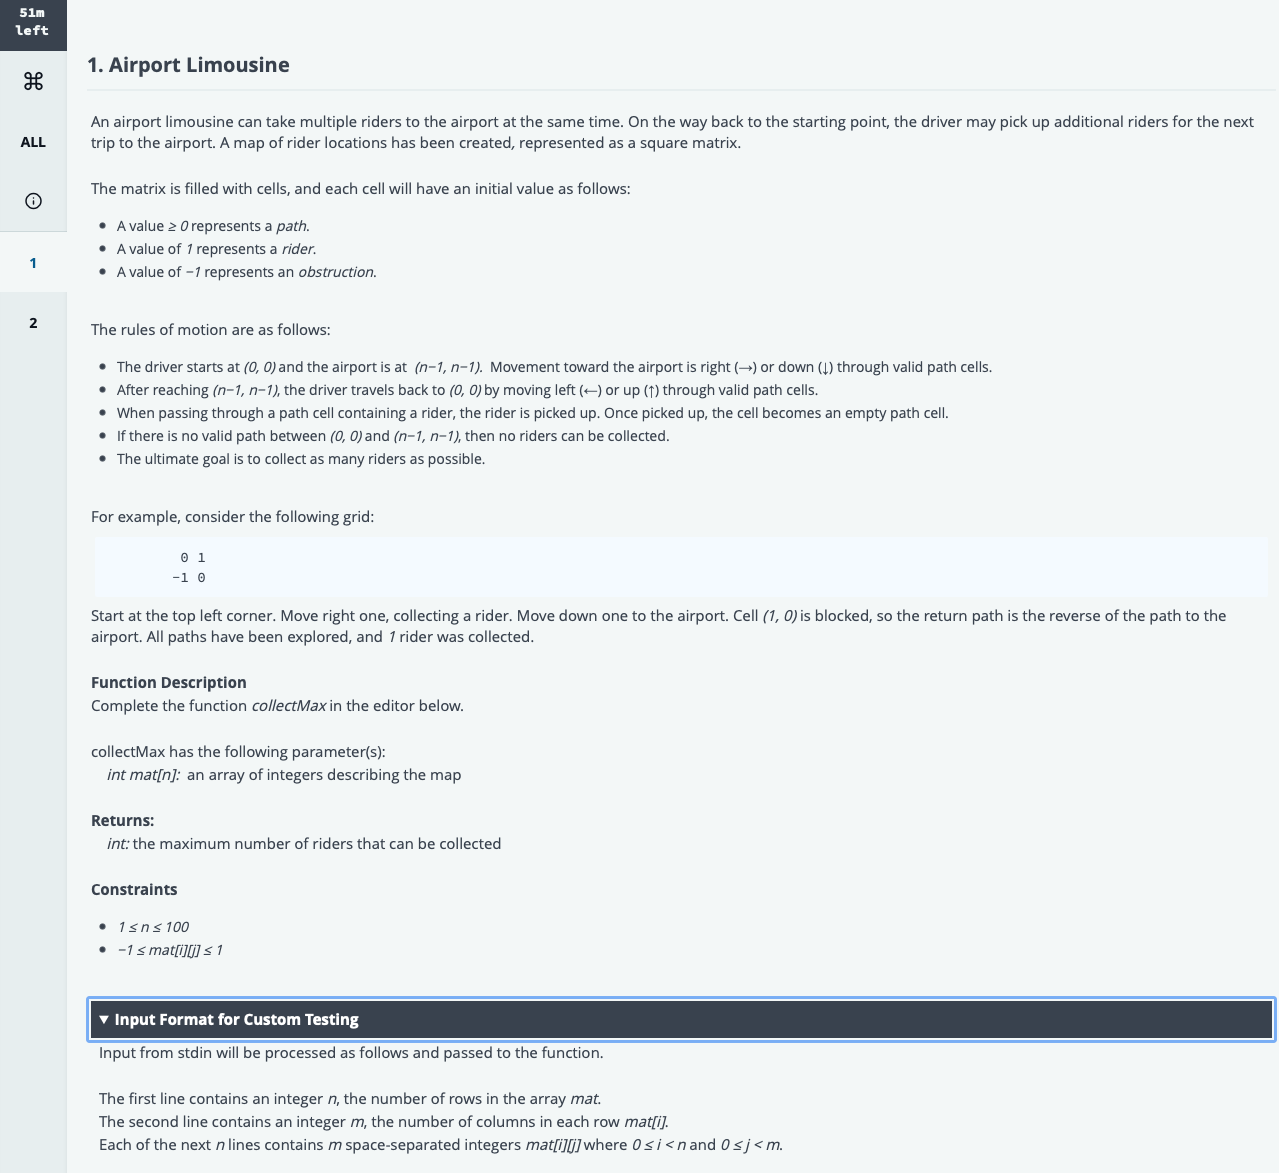 51m
left
ALL
1
2
1. Airport Limousine
An airport limousine can take multiple riders to the airport at the same time. On the way back to the starting point, the driver may pick up additional riders for the next
trip to the airport. A map of rider locations has been created, represented as a square matrix.
The matrix is filled with cells, and each cell will have an initial value as follows:
• A value ≥ 0 represents a path.
• A value of 1 represents a rider.
• A value of −1 represents an obstruction.
The rules of motion are as follows:
• The driver starts at (0, 0) and the airport is at (n−1, n−1). Movement toward the airport is right (→) or down (↓) through valid path cells.
• After reaching (n−1, n−1), the driver travels back to (0, 0) by moving left (←) or up (↑) through valid path cells.
• When passing through a path cell containing a rider, the rider is picked up. Once picked up, the cell becomes an empty path cell.
• If there is no valid path between (0, 0) and (n−1, n−1), then no riders can be collected.
• The ultimate goal is to collect as many riders as possible.
For example, consider the following grid:
0 1
−1 0
Start at the top left corner. Move right one, collecting a rider. Move down one to the airport. Cell (1, 0) is blocked, so the return path is the reverse of the path to the
airport. All paths have been explored, and 1 rider was collected.
Function Description
Complete the function collectMax in the editor below.
collectMax has the following parameter(s):
int mat[n]: an array of integers describing the map
Returns:
int: the maximum number of riders that can be collected
Constraints
• 1 ≤ n ≤ 100
• −1 ≤ mat[i][j] ≤ 1
▼ Input Format for Custom Testing
Input from stdin will be processed as follows and passed to the function.
The first line contains an integer n, the number of rows in the array mat.
The second line contains an integer m, the number of columns in each row mat[i].
Each of the next n lines contains m space-separated integers mat[i][j] where 0 ≤ i < n and 0 ≤ j < m.